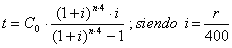 t = C₀ · ((1+i)^(n·4) · i) / ((1+i)^(n·4) − 1) ; siendo i = r/400